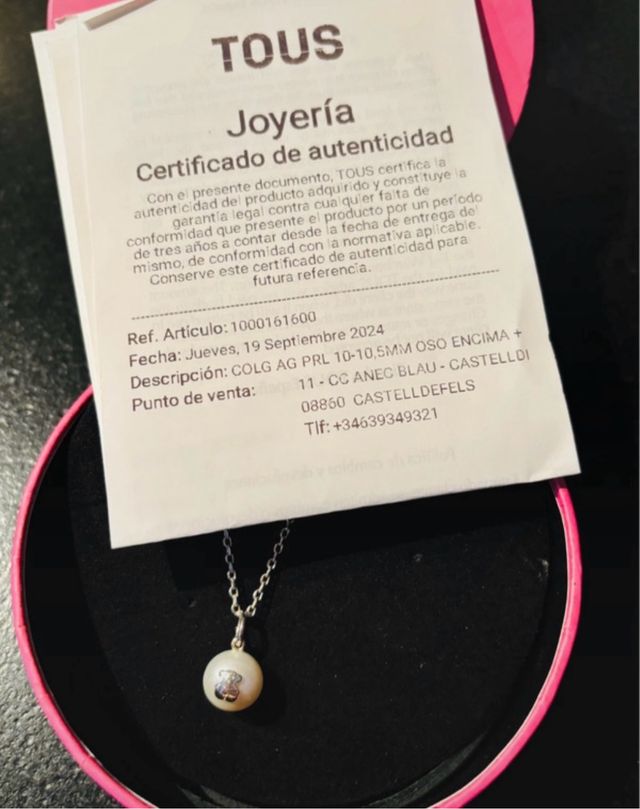 TOUS
Joyería
Certificado de autenticidad
Con el presente documento, TOUS certifica la
autenticidad del producto adquirido y constituye la
garantía legal contra cualquier falta de
conformidad que presente el producto por un período
de tres años a contar desde la fecha de entrega del
mismo, de conformidad con la normativa aplicable.
Conserve este certificado de autenticidad para
futura referencia.
Ref. Artículo: 1000161600
Fecha: Jueves, 19 Septiembre 2024
Descripción: COLG AG PRL 10-10,5MM OSO ENCIMA +
Punto de venta: 11 - CC ANEC BLAU - CASTELLDI
08860 CASTELLDEFELS
Tlf: +34639349321